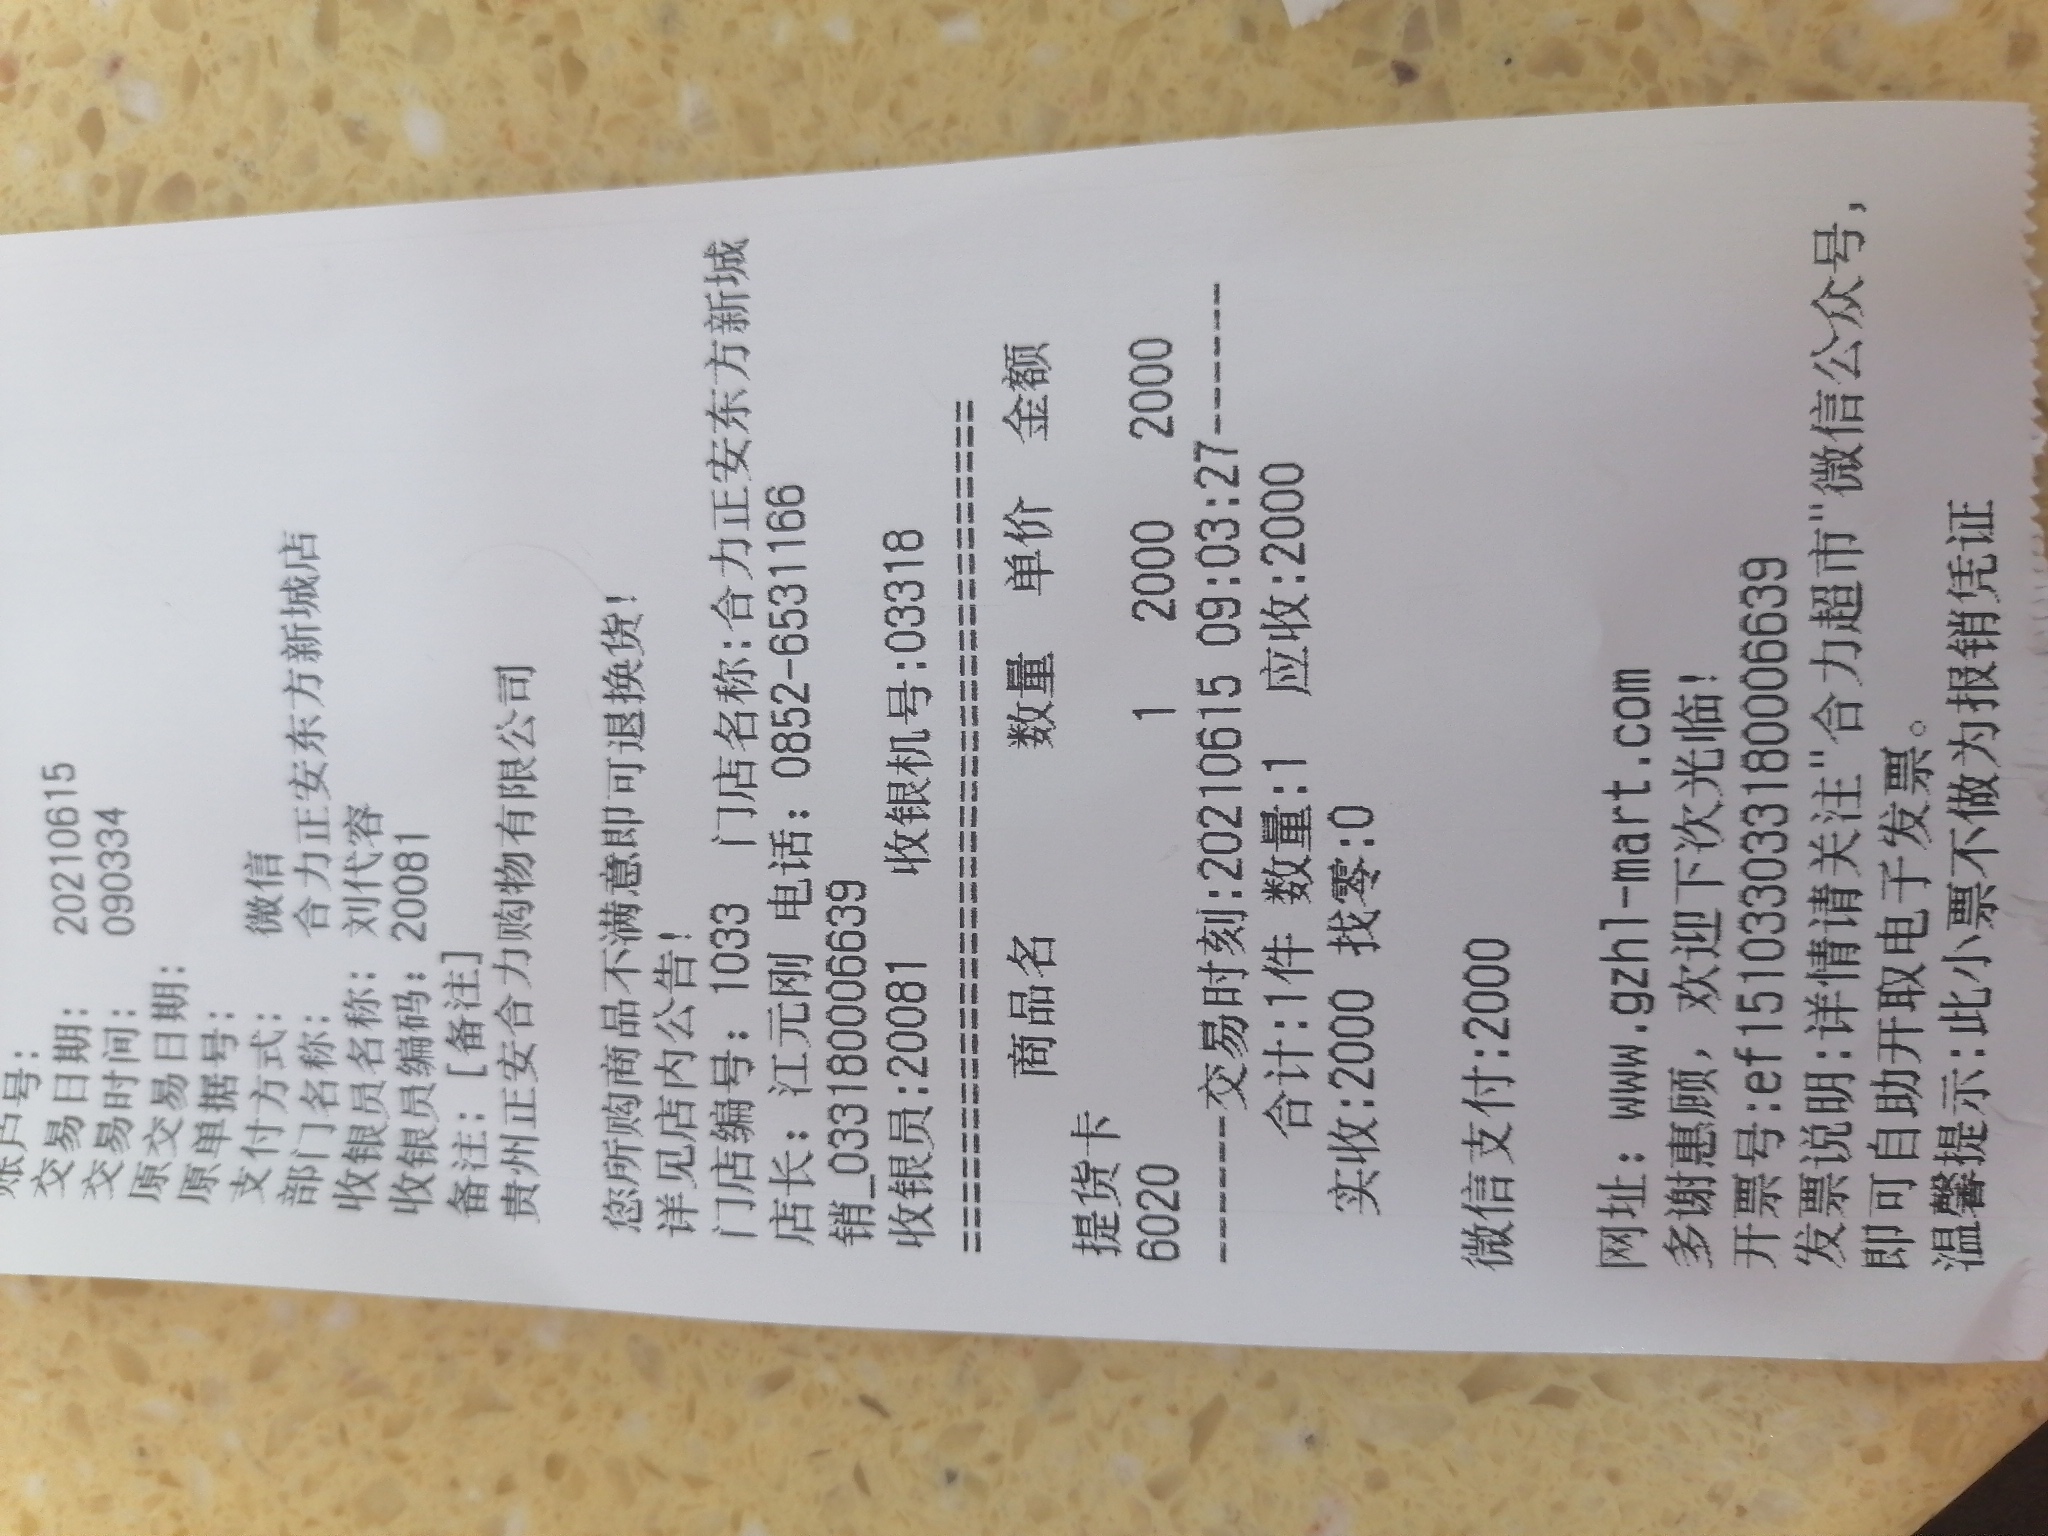 账户号:
交易日期: 20210615
交易时间: 090334
原交易日期:
原单据号:
支付方式: 微信
部门名称: 合力正安东方新城店
收银员名称: 刘代容
收银员编码: 20081
备注: [备注]
贵州正安合力购物有限公司
您所购商品不满意即可退换货!
详见店内公告!
门店编号: 1033 门店名称:合力正安东方新城
店长: 江元刚 电话: 0852-6531166
销_033180006639
收银员:20081 收银机号:03318
========================================
商品名 数量 单价 金额
提货卡
6020 1 2000 2000
-------交易时刻:20210615 09:03:27--------
合计:1件 数量:1 应收:2000
实收:2000 找零:0
微信支付:2000
网址: www.gzhl-mart.com
多谢惠顾, 欢迎下次光临!
开票号:ef151033033180006639
发票说明:详情请关注"合力超市"微信公众号,
即可自助开取电子发票。
温馨提示:此小票不做为报销凭证